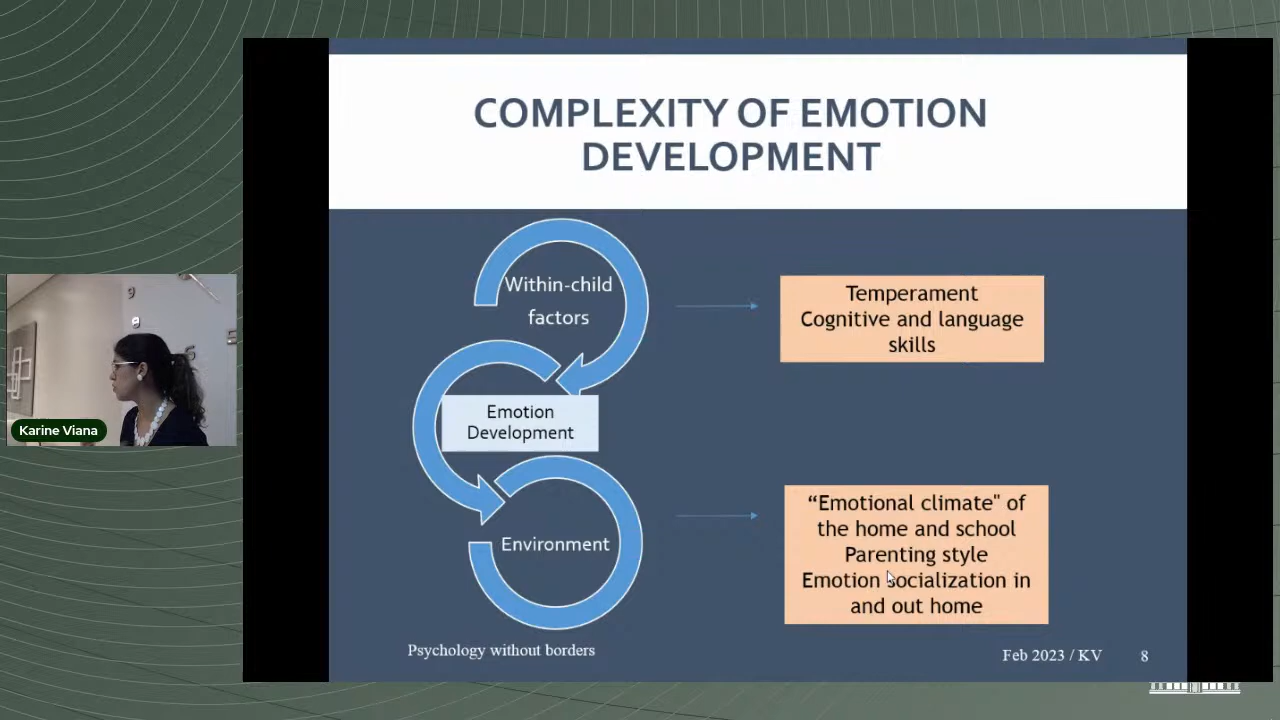 COMPLEXITY OF EMOTION
DEVELOPMENT
Within-child
factors
Temperament
Cognitive and language
skills
Emotion
Development
Environment
“Emotional climate" of
the home and school
Parenting style
Emotion socialization in
and out home
Psychology without borders
Feb 2023 / KV
8
Karine Viana
9